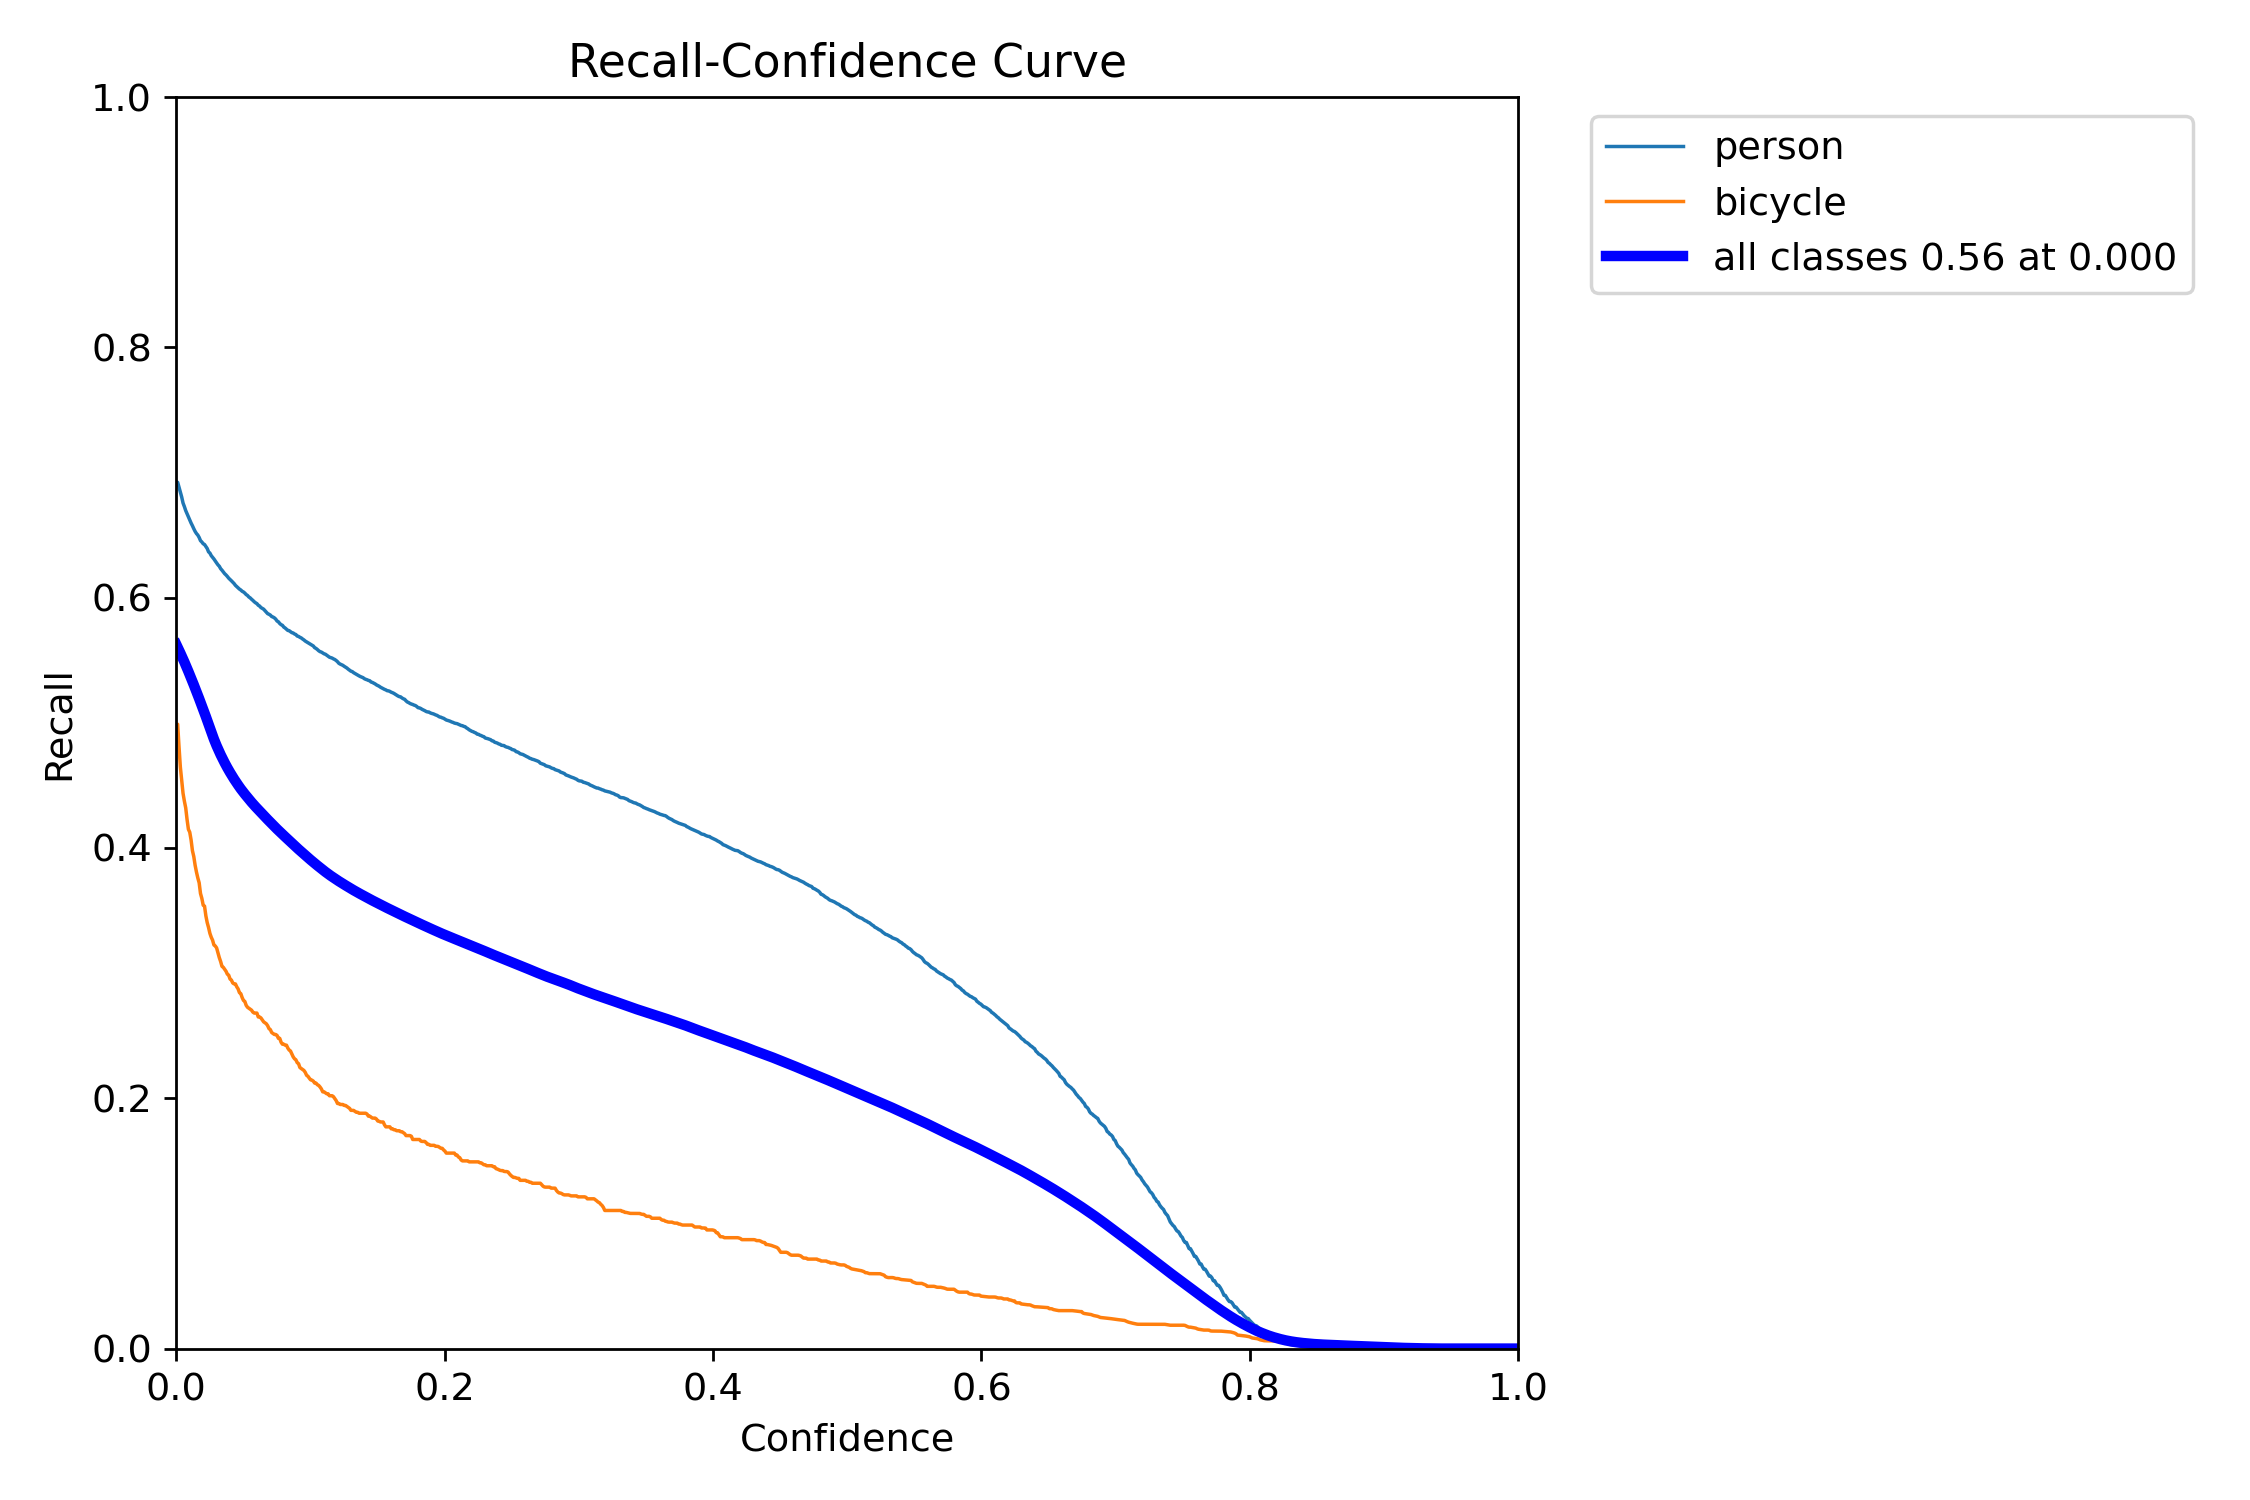 Recall-Confidence Curve
1.0
0.8
0.6
0.4
0.2
0.0
Recall
0.0 0.2 0.4 0.6 0.8 1.0
Confidence
person
bicycle
all classes 0.56 at 0.000